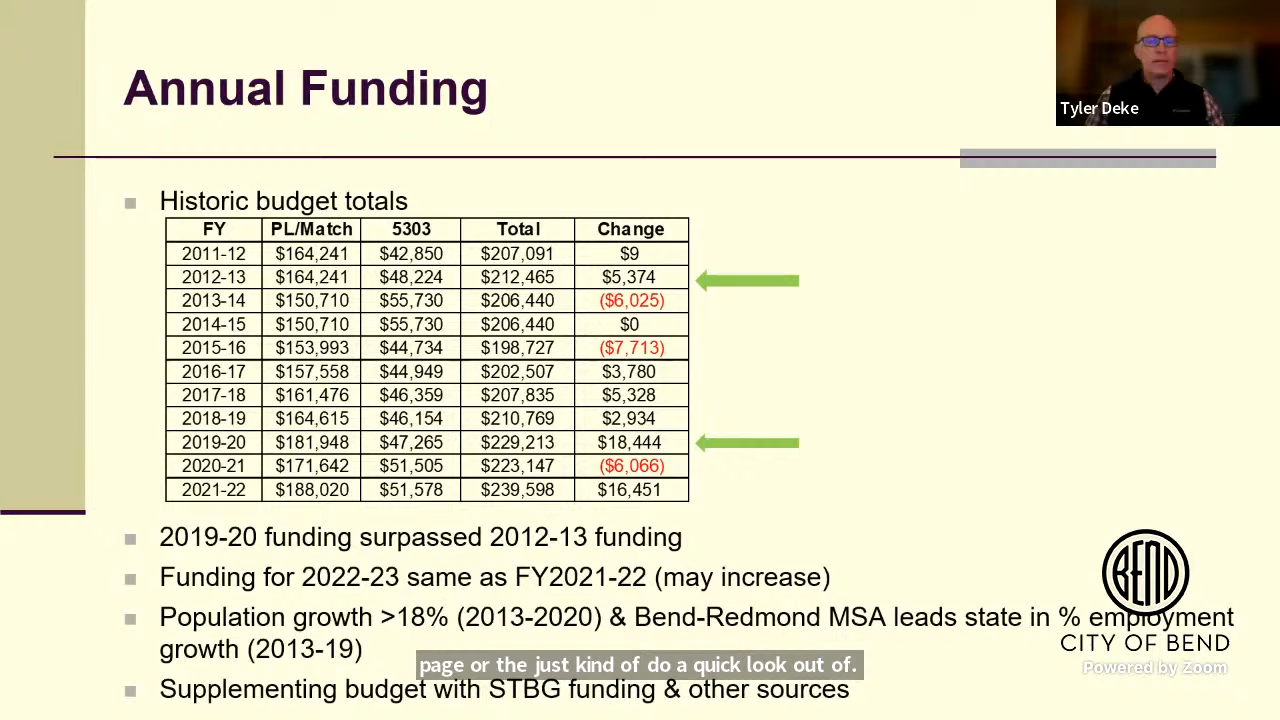 Annual Funding
Tyler Deke
Historic budget totals
FY PL/Match 5303 Total Change
2011-12 $164,241 $42,850 $207,091 $9
2012-13 $164,241 $48,224 $212,465 $5,374
2013-14 $150,710 $55,730 $206,440 ($6,025)
2014-15 $150,710 $55,730 $206,440 $0
2015-16 $153,993 $44,734 $198,727 ($7,713)
2016-17 $157,558 $44,949 $202,507 $3,780
2017-18 $161,476 $46,359 $207,835 $5,328
2018-19 $164,615 $46,154 $210,769 $2,934
2019-20 $181,948 $47,265 $229,213 $18,444
2020-21 $171,642 $51,505 $223,147 ($6,066)
2021-22 $188,020 $51,578 $239,598 $16,451
2019-20 funding surpassed 2012-13 funding
Funding for 2022-23 same as FY2021-22 (may increase)
Population growth >18% (2013-2020) & Bend-Redmond MSA leads state in % employment
growth (2013-19)
Supplementing budget with STBG funding & other sources
page or the just kind of do a quick look out of.
BEND
CITY OF BEND
Powered by Zoom